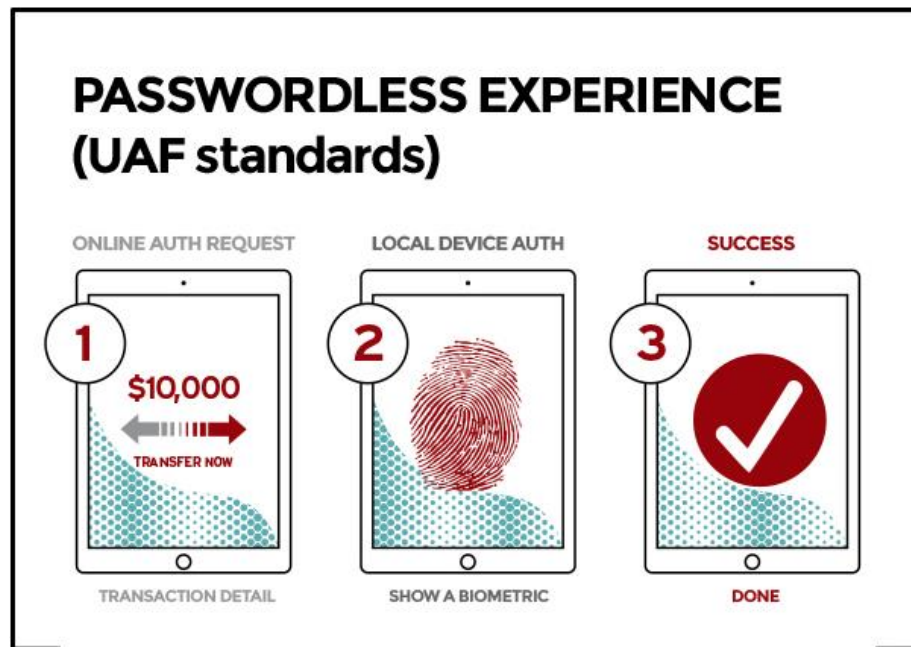 PASSWORDLESS EXPERIENCE
(UAF standards)
ONLINE AUTH REQUEST
LOCAL DEVICE AUTH
SUCCESS
1
2
3
$10,000
TRANSFER NOW
TRANSACTION DETAIL
SHOW A BIOMETRIC
DONE